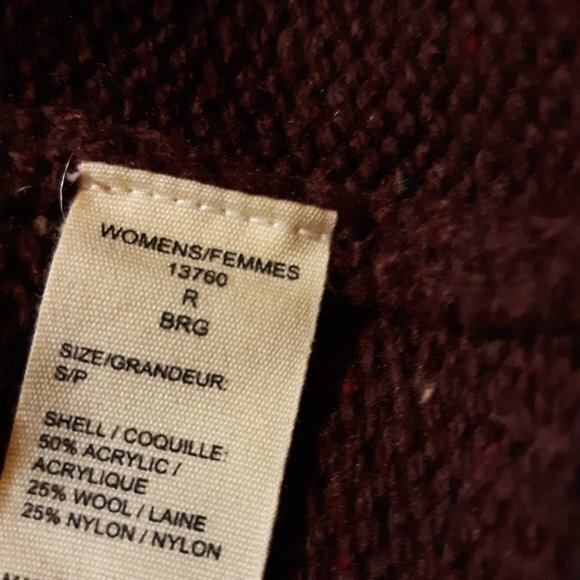 WOMENS/FEMMES
13760
R
BRG
SIZE/GRANDEUR:
S/P
SHELL / COQUILLE:
50% ACRYLIC /
ACRYLIQUE
25% WOOL / LAINE
25% NYLON / NYLON